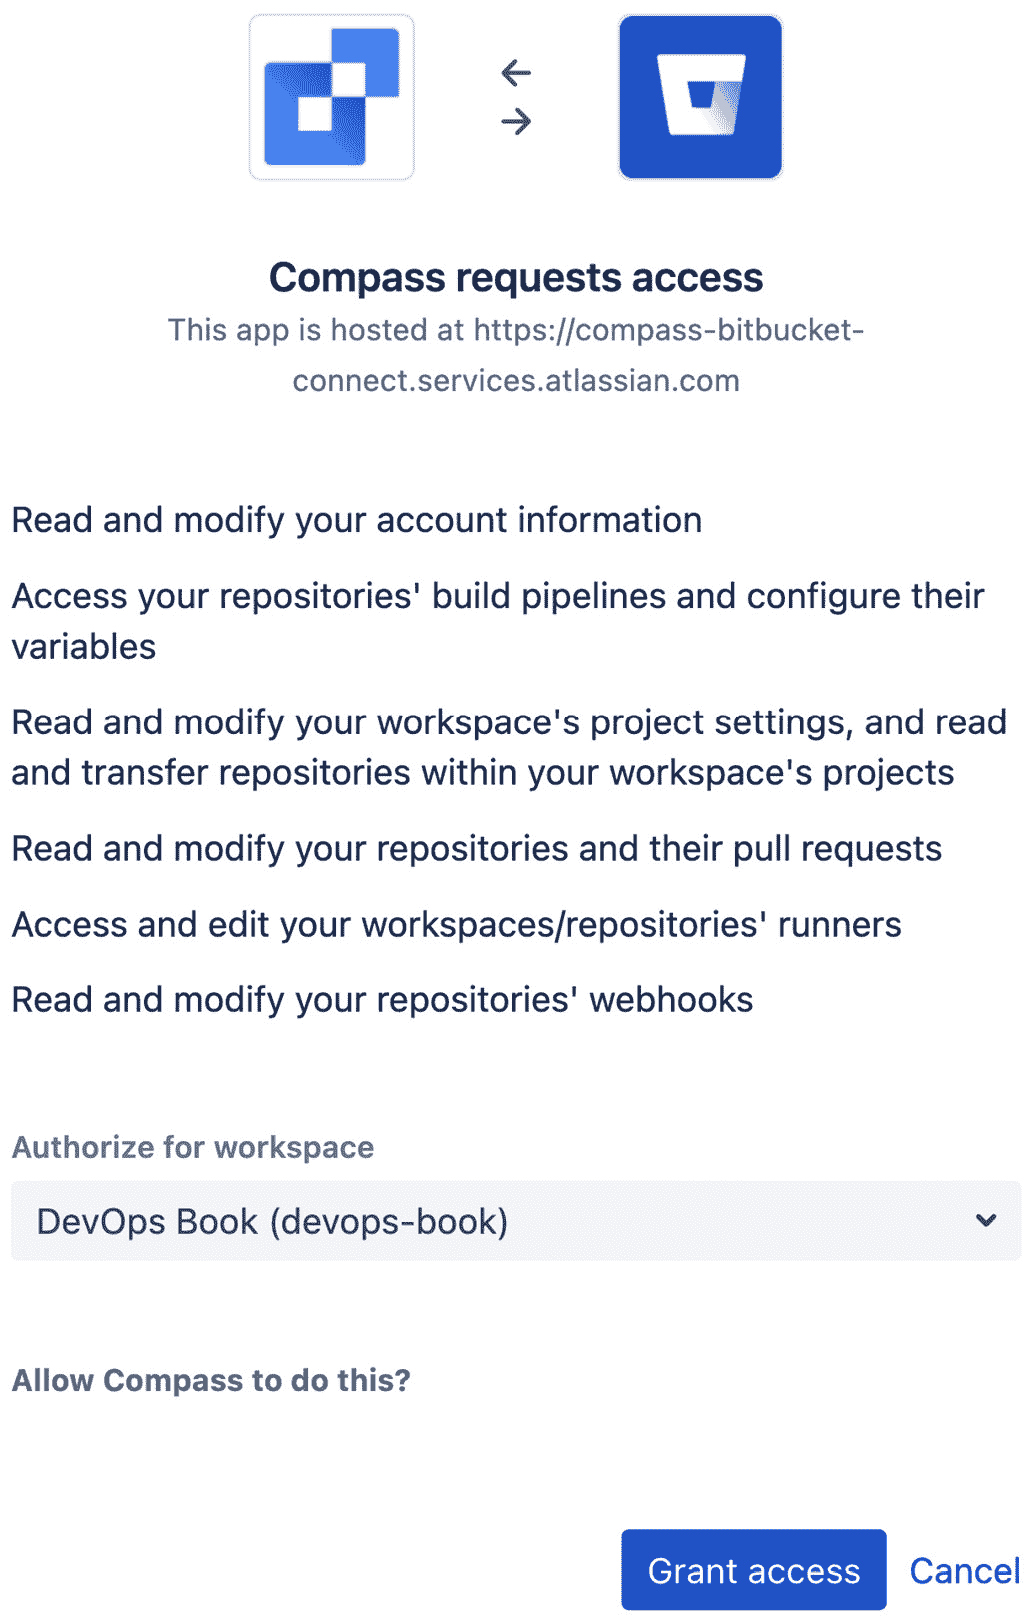 Compass requests access
This app is hosted at https://compass-bitbucket-
connect.services.atlassian.com
Read and modify your account information
Access your repositories' build pipelines and configure their
variables
Read and modify your workspace's project settings, and read
and transfer repositories within your workspace's projects
Read and modify your repositories and their pull requests
Access and edit your workspaces/repositories' runners
Read and modify your repositories' webhooks
Authorize for workspace
DevOps Book (devops-book)
Allow Compass to do this?
Grant access Cancel